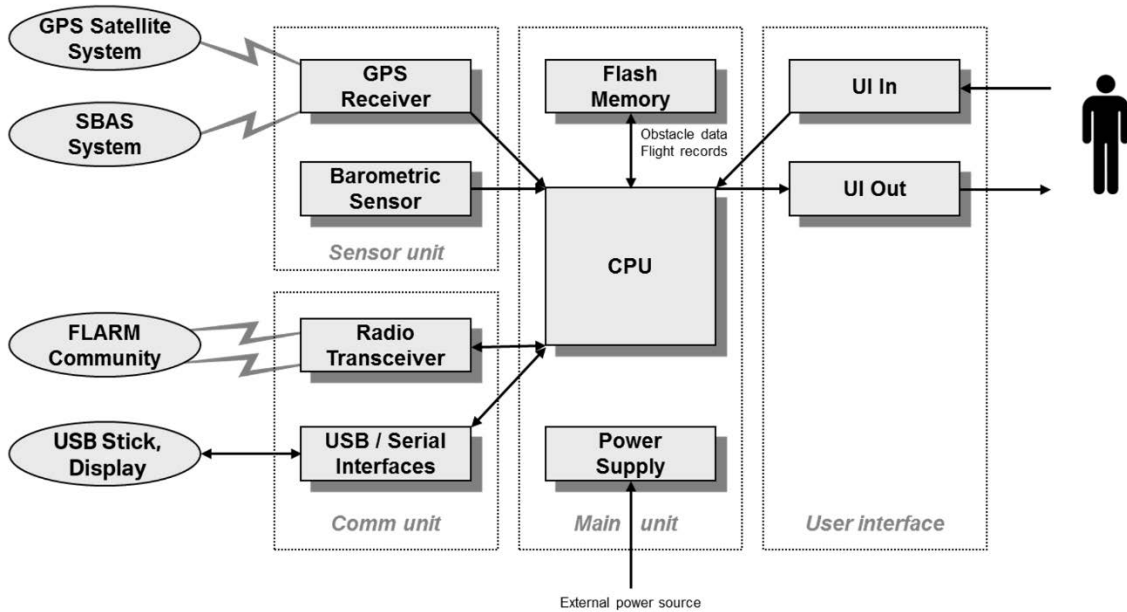 GPS Satellite
System
SBAS
System
GPS
Receiver
Barometric
Sensor
Sensor unit
Flash
Memory
Obstacle data
Flight records
CPU
UI In
UI Out
FLARM
Community
Radio
Transceiver
USB Stick,
Display
USB / Serial
Interfaces
Comm unit
Power
Supply
Main unit
User interface
External power source